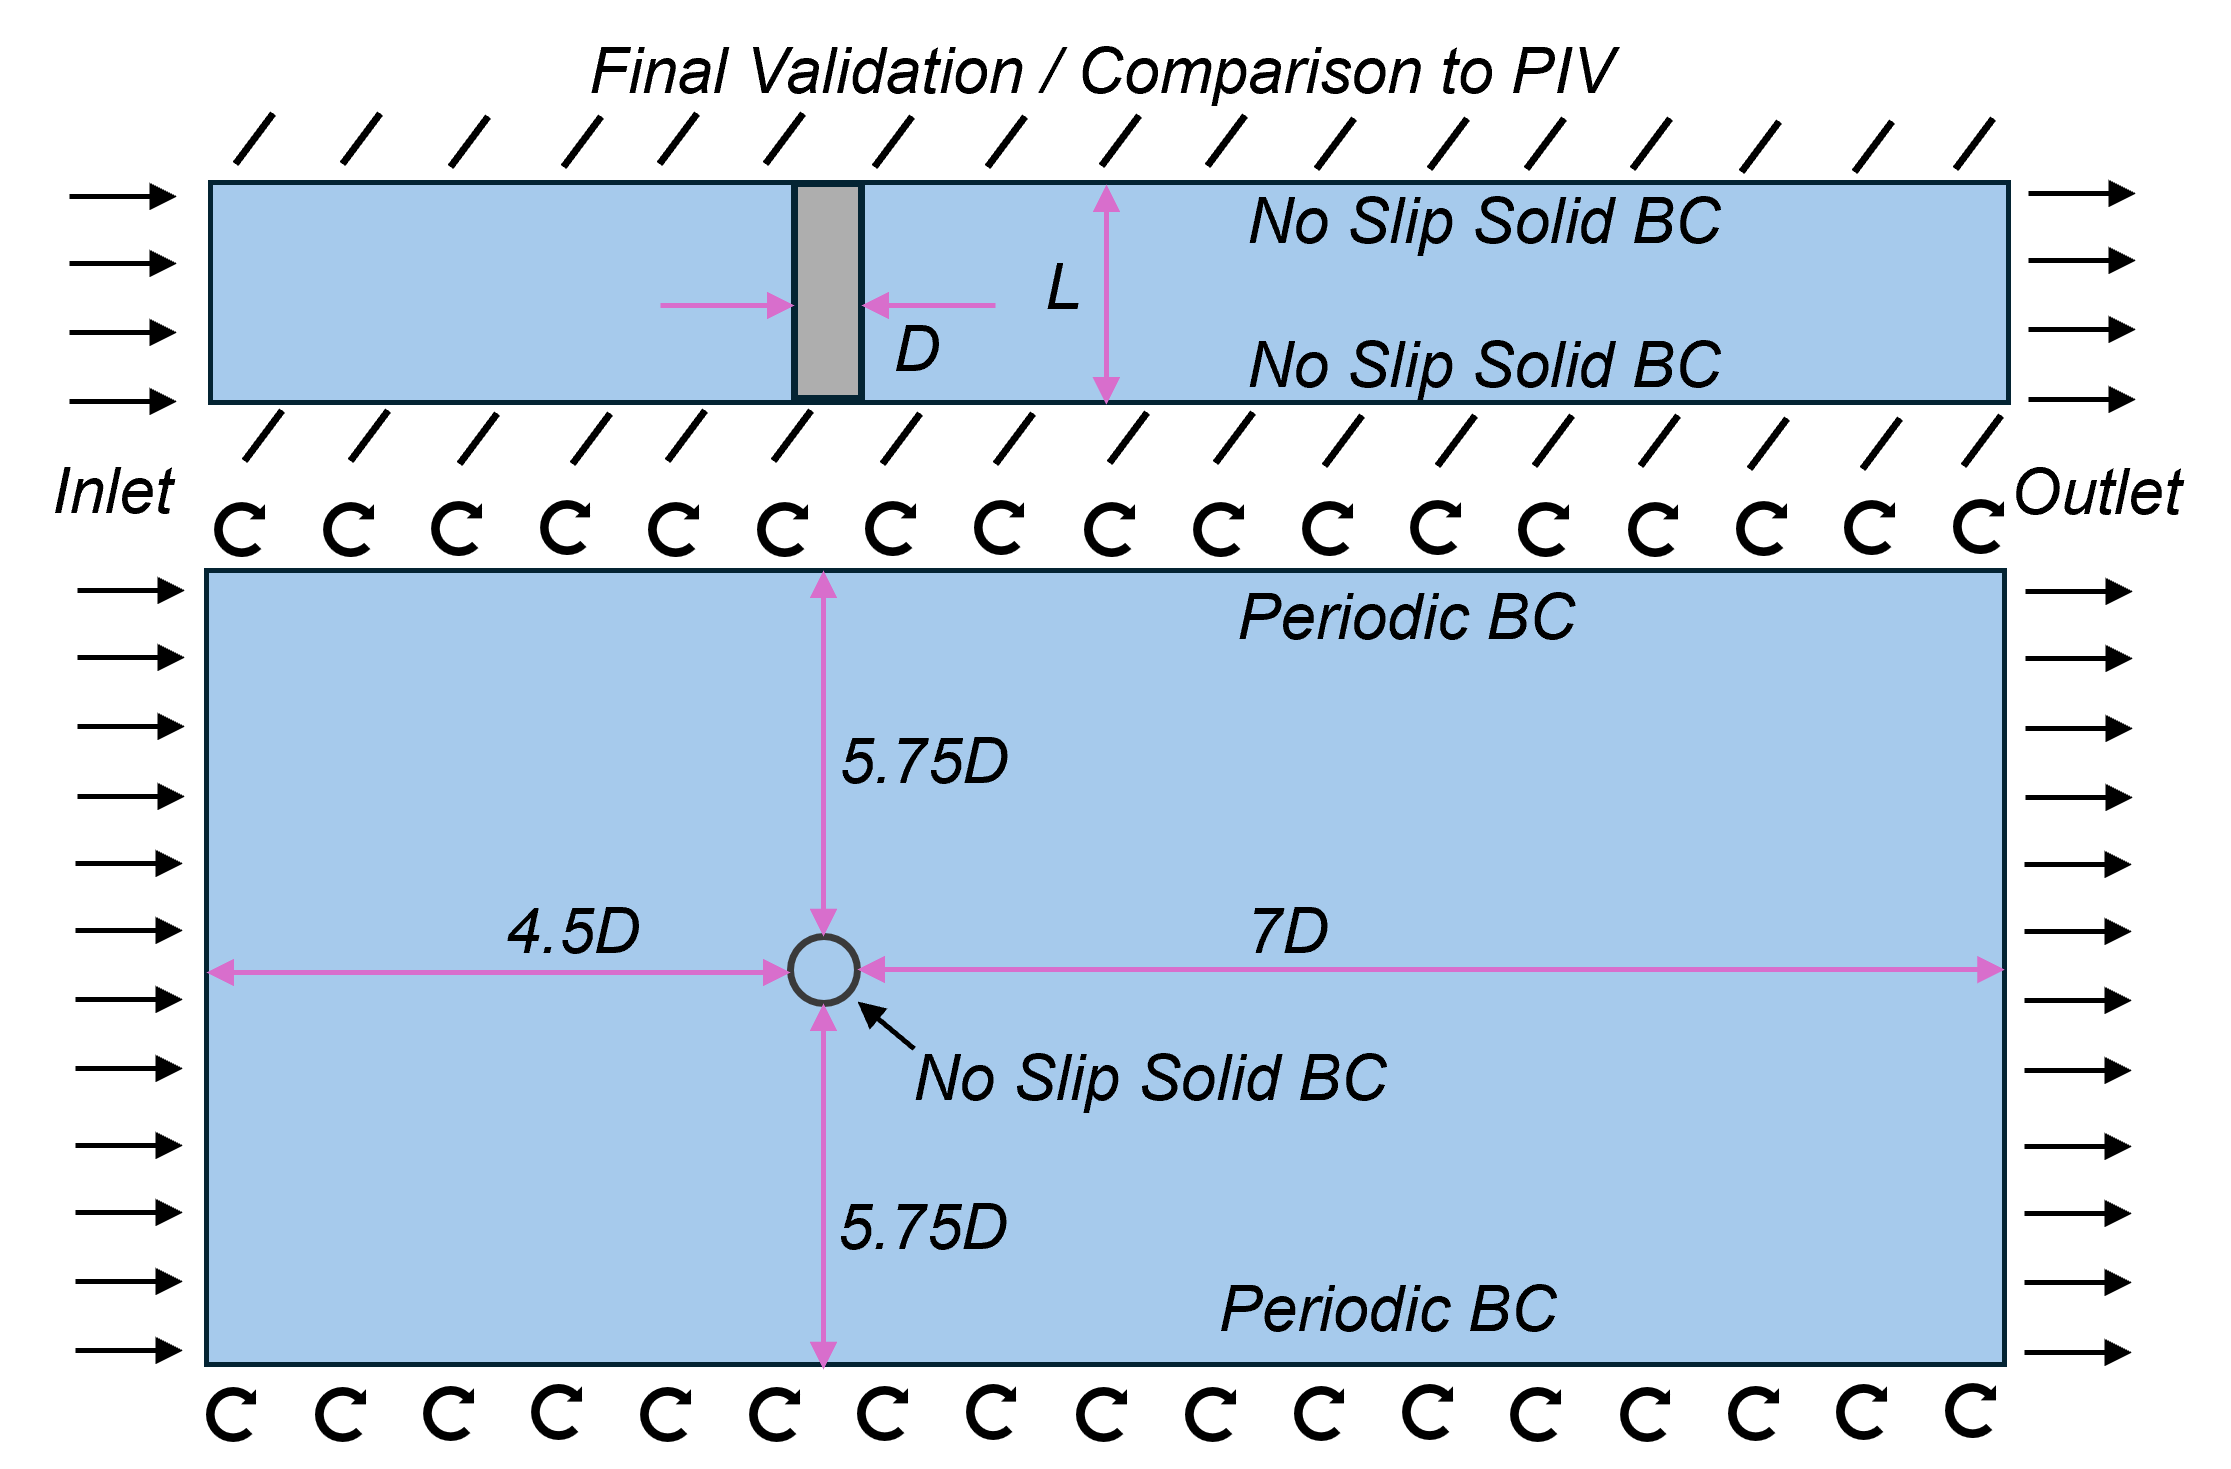 Final Validation / Comparison to PIV
No Slip Solid BC
L
D
No Slip Solid BC
Inlet
Outlet
Periodic BC
5.75D
4.5D
7D
No Slip Solid BC
5.75D
Periodic BC